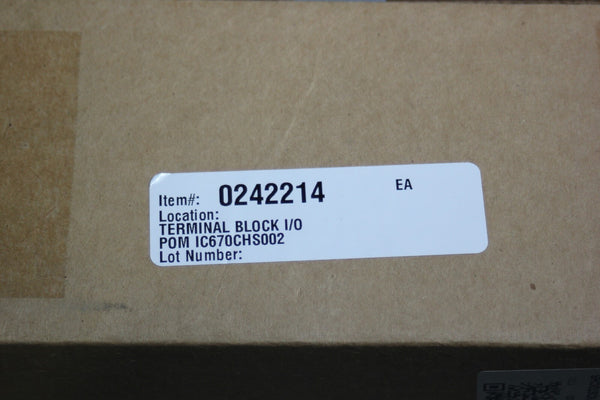 Item#: 0242214 EA
Location:
TERMINAL BLOCK I/O
POM IC670CHS002
Lot Number: